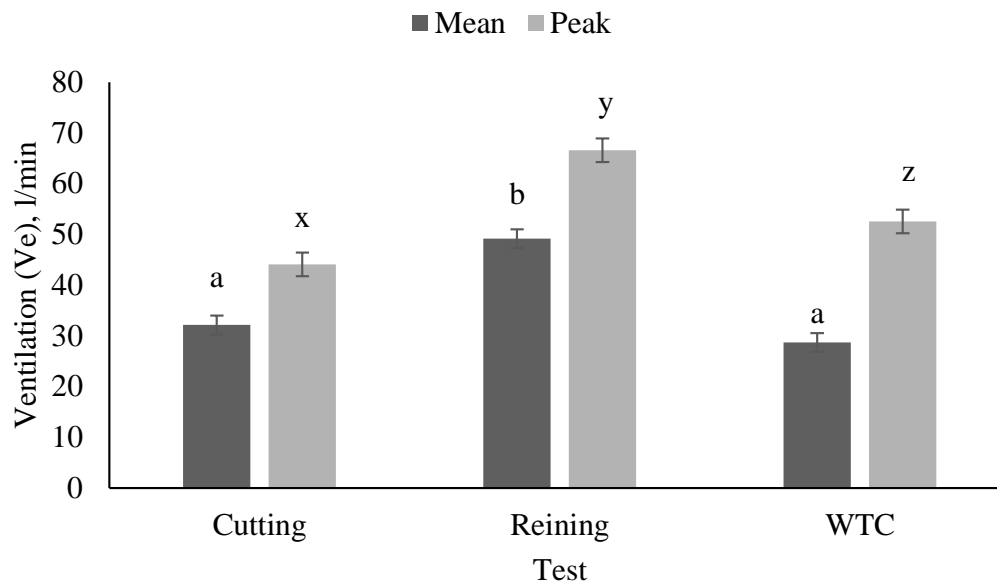 Mean Peak
Ventilation (Ve), l/min
80
70
60
50
40
30
20
10
0
a
x
b
y
a
z
Cutting
Reining
WTC
Test